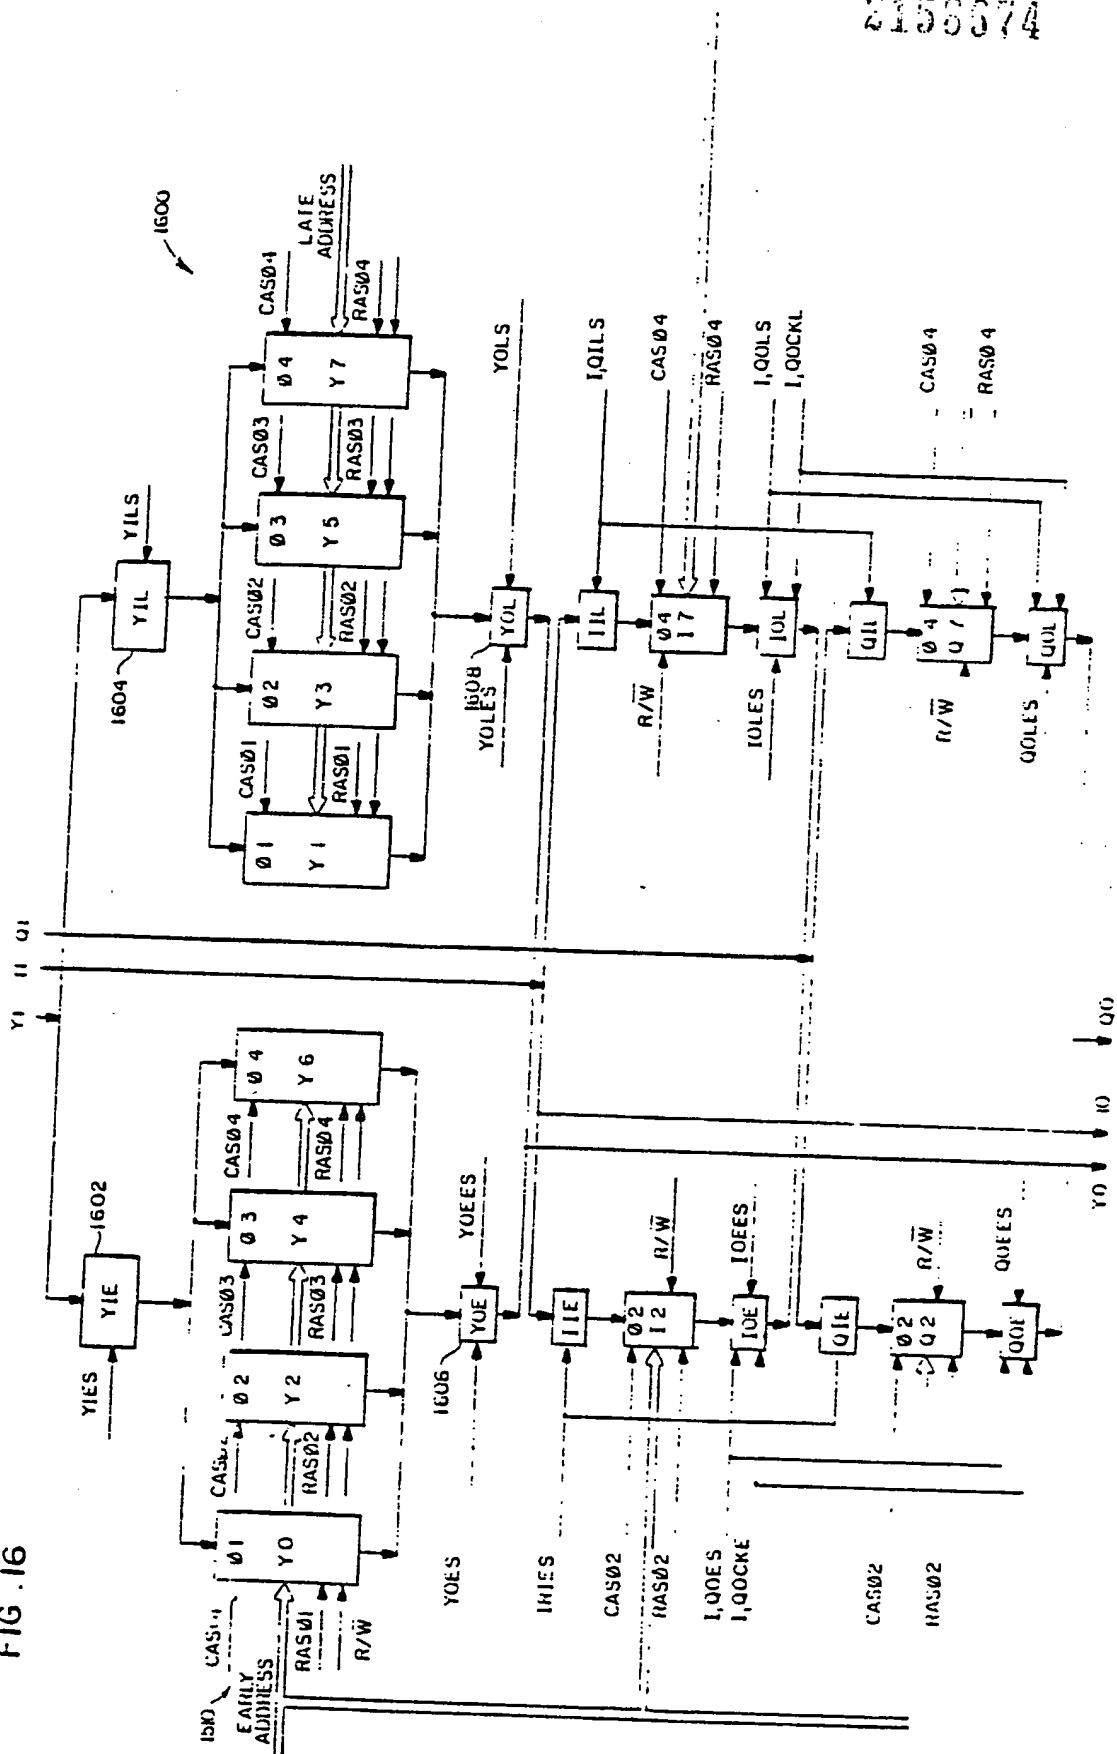 FIG.16
1600
YI
II
QI
YIES
YIE
1602
1604
YIL
YILS
EARLY
ADDRESS
RASØ1
R/W̅
Ø1
Y0
CASØ2
RASØ2
Ø2
Y2
CASØ3
RASØ3
Ø3
Y4
CASØ4
RASØ4
Ø4
Y6
Ø1
Y1
CASØ1
RASØ1
Ø2
Y3
CASØ2
RASØ2
Ø3
Y5
CASØ3
RASØ3
Ø4
Y7
CASØ4
RASØ4
LATE
ADDRESS
YOES
1606
YOE
YOEES
YOLES
1608
YOL
YOLS
IIE
IIL
I,QILS
CASØ2
RASØ2
Ø2
I2
R/W̅
R/W̅
Ø4
I7
CASØ4
RASØ4
I,QOES
I,QOCKE
IOE
IOEES
IOLES
IOL
I,QOLS
I,QOCKL
QIE
QIL
CASØ2
RASØ2
Ø2
Q2
R/W̅
R/W̅
Ø4
Q7
CASØ4
RASØ4
QOE
QOEES
QOLES
QOL
YO
IO
QO